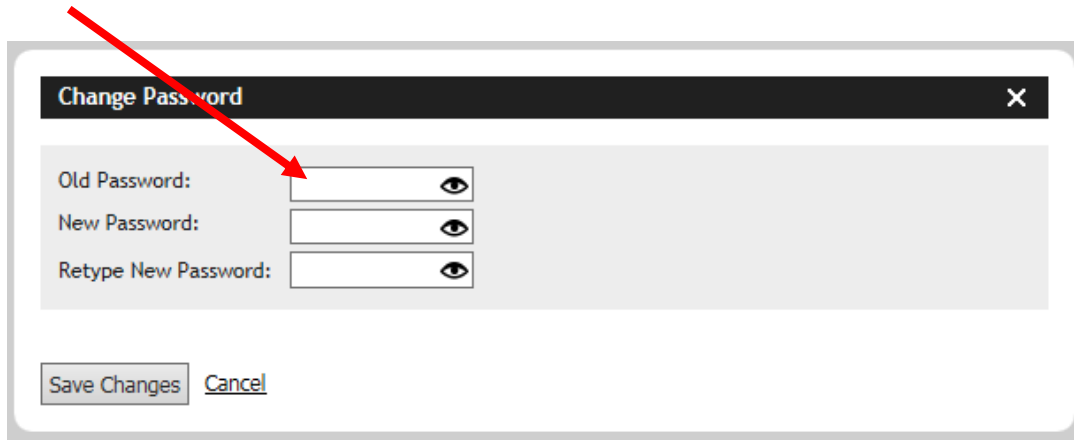 Change Password
Old Password:
New Password:
Retype New Password:
Save Changes Cancel